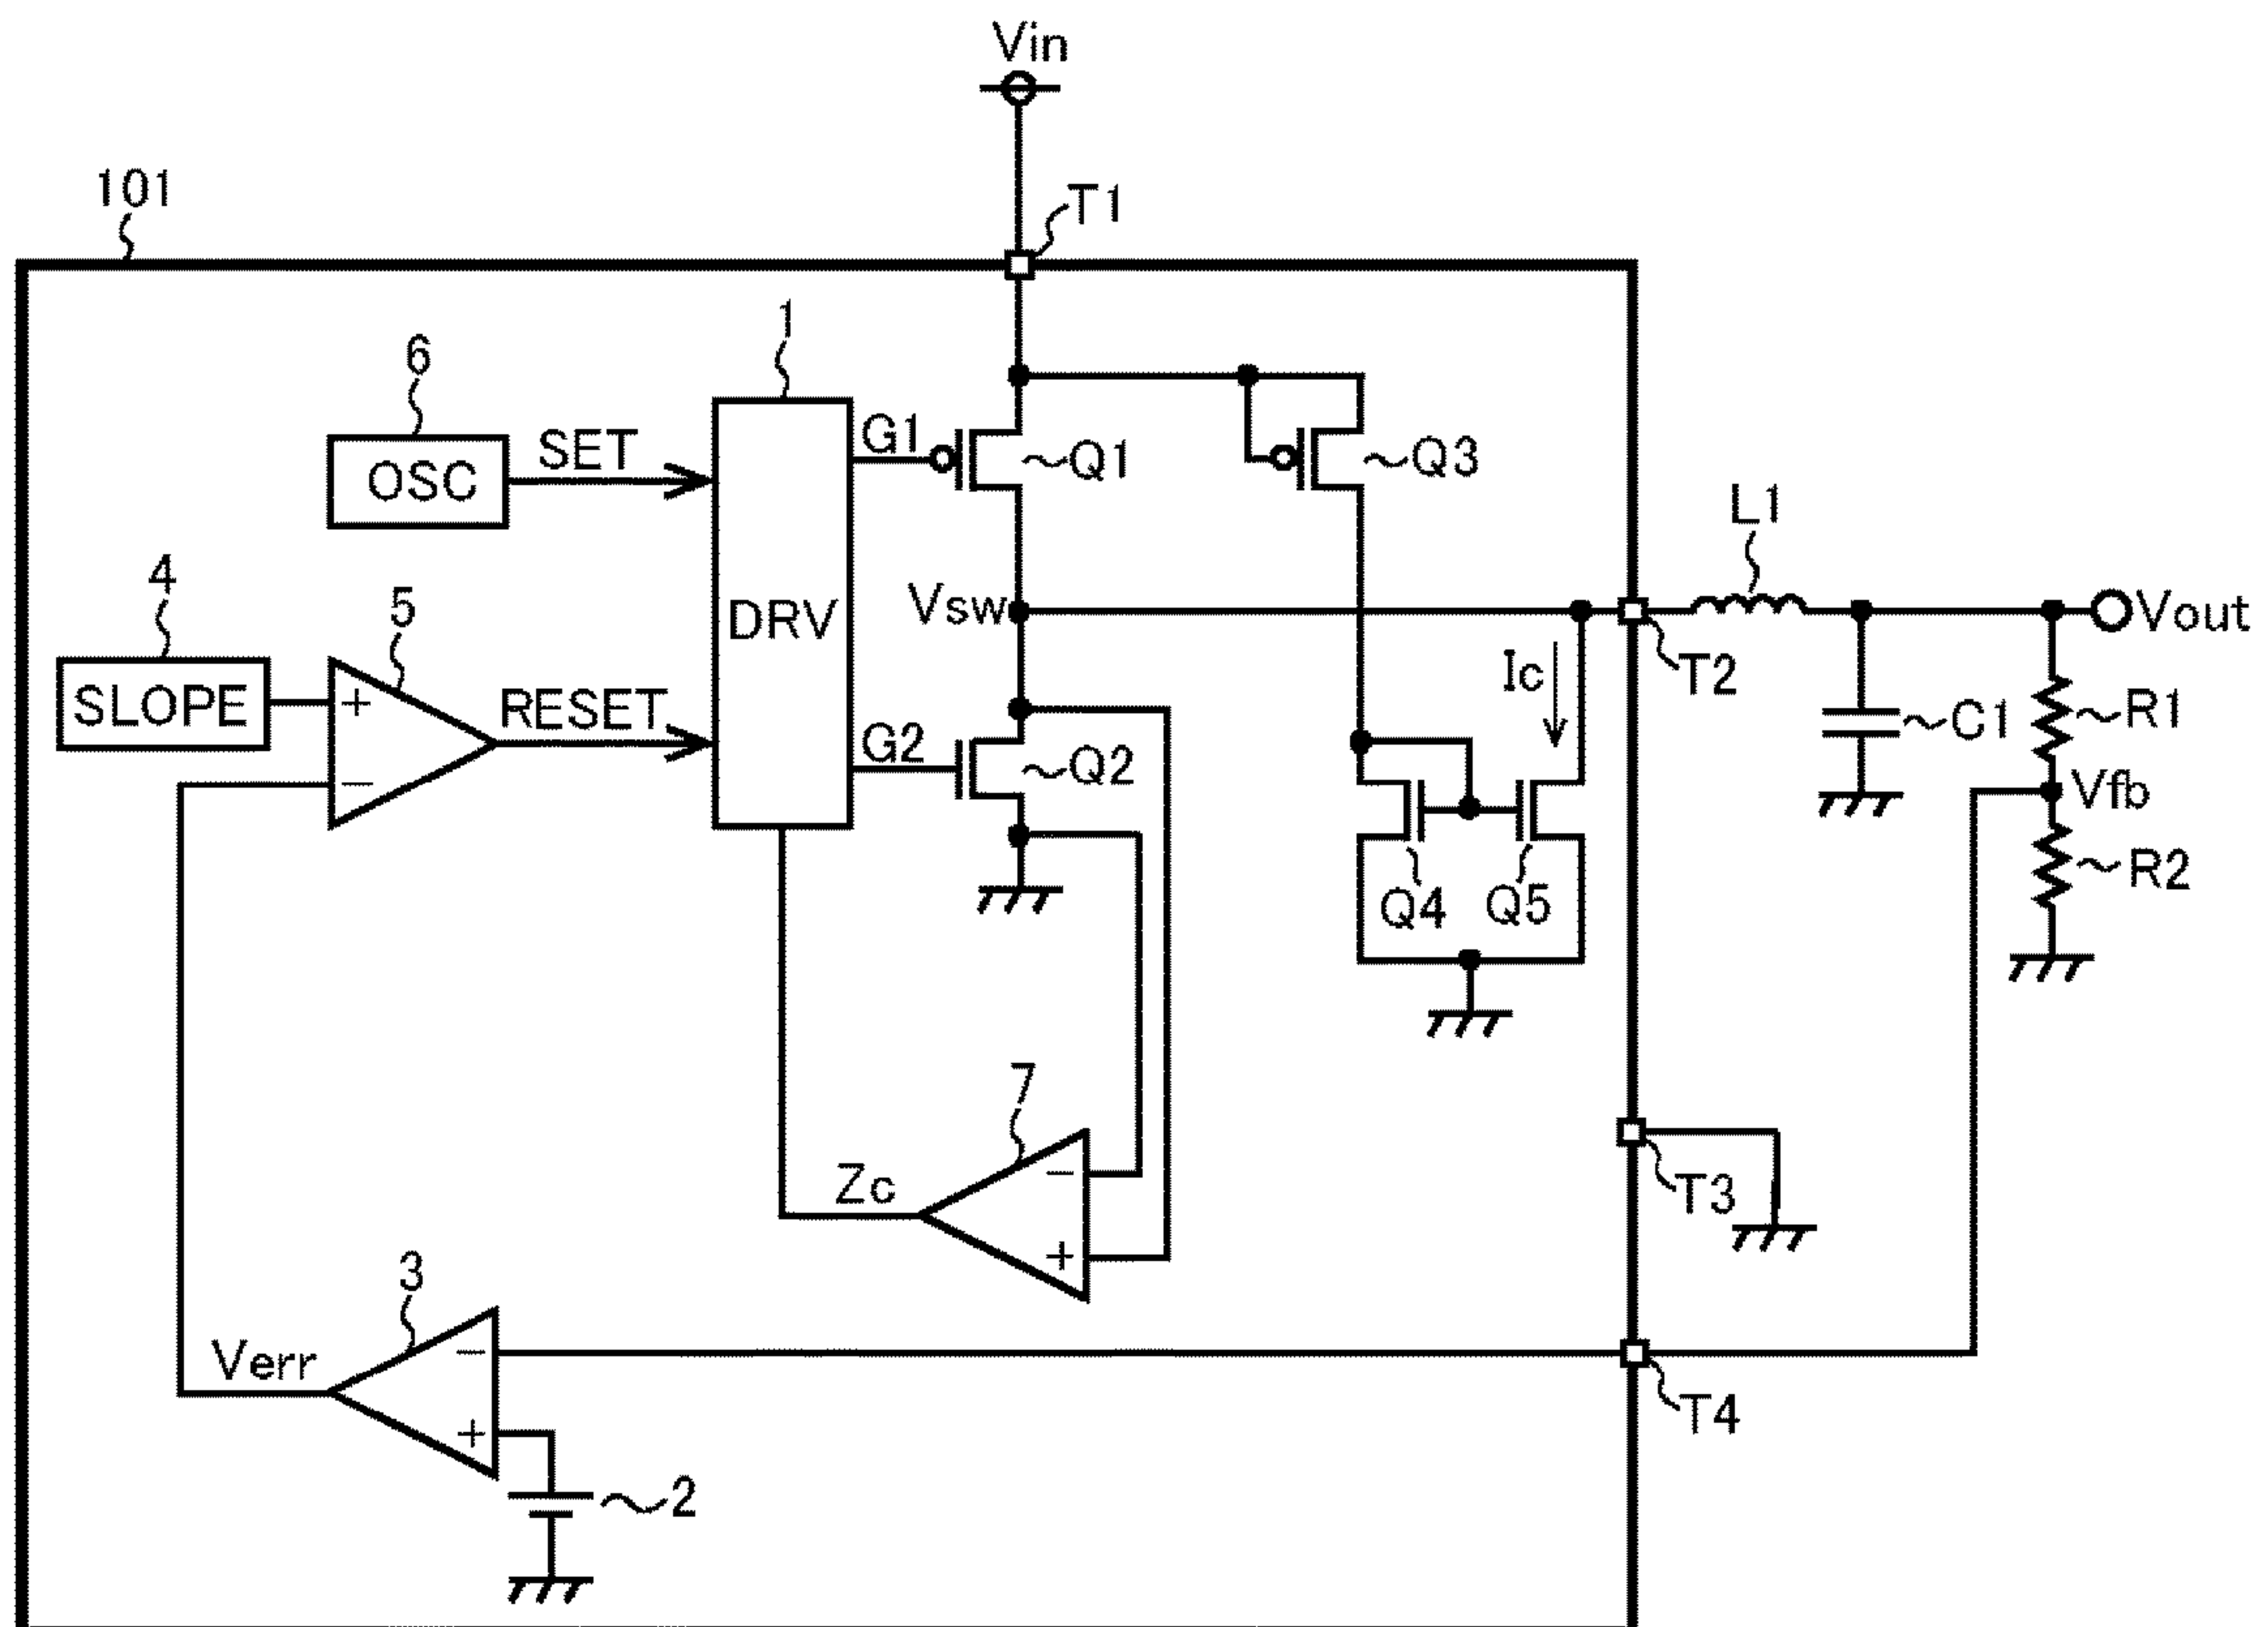 Vin
101
T1
1
6
G1
Q1
Q3
OSC
SET
L1
4
5
Vsw
DRV
Vout
SLOPE
+
RESET
Ic
T2
C1
R1
G2
Q2
−
Vfb
Q4
Q5
R2
7
Zc
−
T3
+
3
Verr
−
T4
+
2